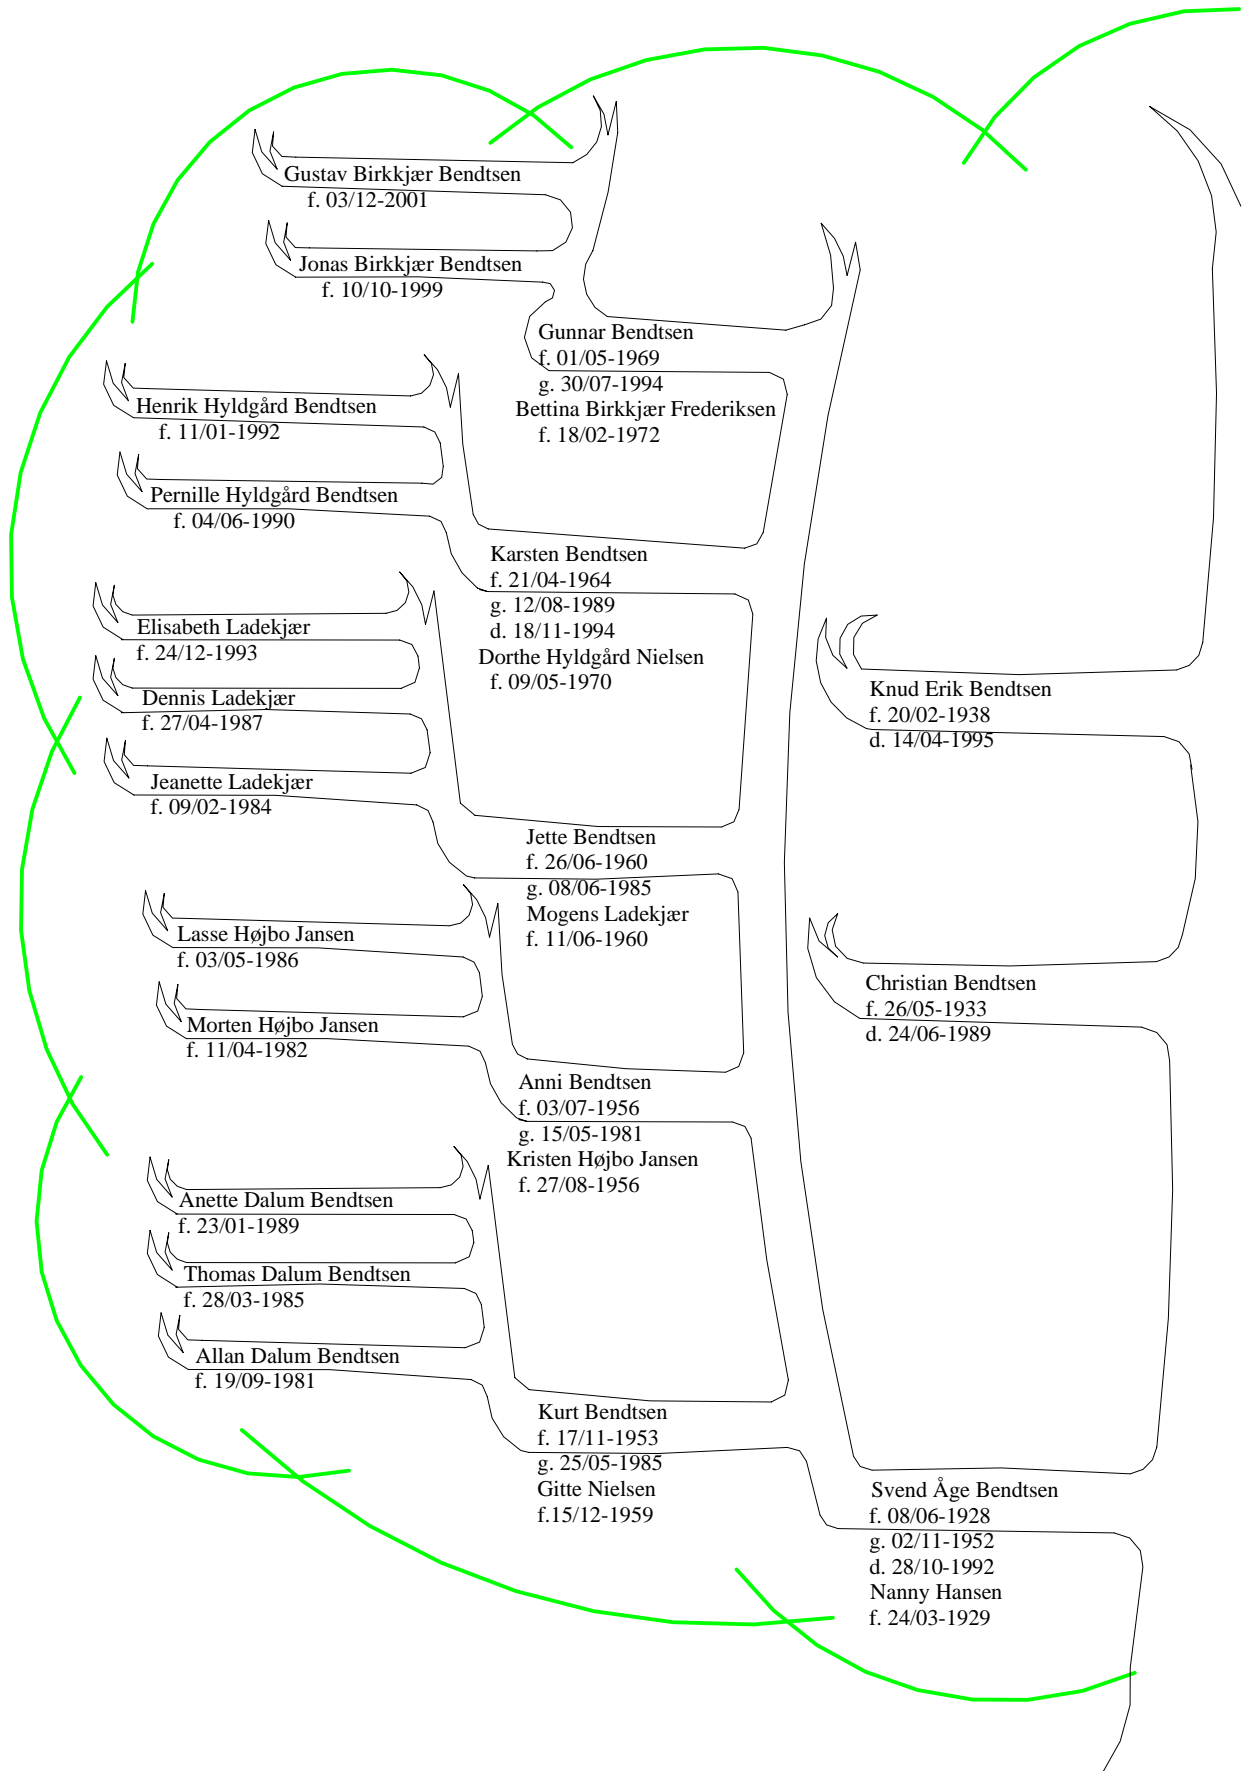 Gustav Birkkjær Bendtsen
f. 03/12-2001
Jonas Birkkjær Bendtsen
f. 10/10-1999
Gunnar Bendtsen
f. 01/05-1969
g. 30/07-1994
Bettina Birkkjær Frederiksen
f. 18/02-1972
Henrik Hyldgård Bendtsen
f. 11/01-1992
Pernille Hyldgård Bendtsen
f. 04/06-1990
Karsten Bendtsen
f. 21/04-1964
g. 12/08-1989
d. 18/11-1994
Dorthe Hyldgård Nielsen
f. 09/05-1970
Elisabeth Ladekjær
f. 24/12-1993
Dennis Ladekjær
f. 27/04-1987
Jeanette Ladekjær
f. 09/02-1984
Jette Bendtsen
f. 26/06-1960
g. 08/06-1985
Mogens Ladekjær
f. 11/06-1960
Knud Erik Bendtsen
f. 20/02-1938
d. 14/04-1995
Lasse Højbo Jansen
f. 03/05-1986
Morten Højbo Jansen
f. 11/04-1982
Anni Bendtsen
f. 03/07-1956
g. 15/05-1981
Kristen Højbo Jansen
f. 27/08-1956
Christian Bendtsen
f. 26/05-1933
d. 24/06-1989
Anette Dalum Bendtsen
f. 23/01-1989
Thomas Dalum Bendtsen
f. 28/03-1985
Allan Dalum Bendtsen
f. 19/09-1981
Kurt Bendtsen
f. 17/11-1953
g. 25/05-1985
Gitte Nielsen
f.15/12-1959
Svend Åge Bendtsen
f. 08/06-1928
g. 02/11-1952
d. 28/10-1992
Nanny Hansen
f. 24/03-1929